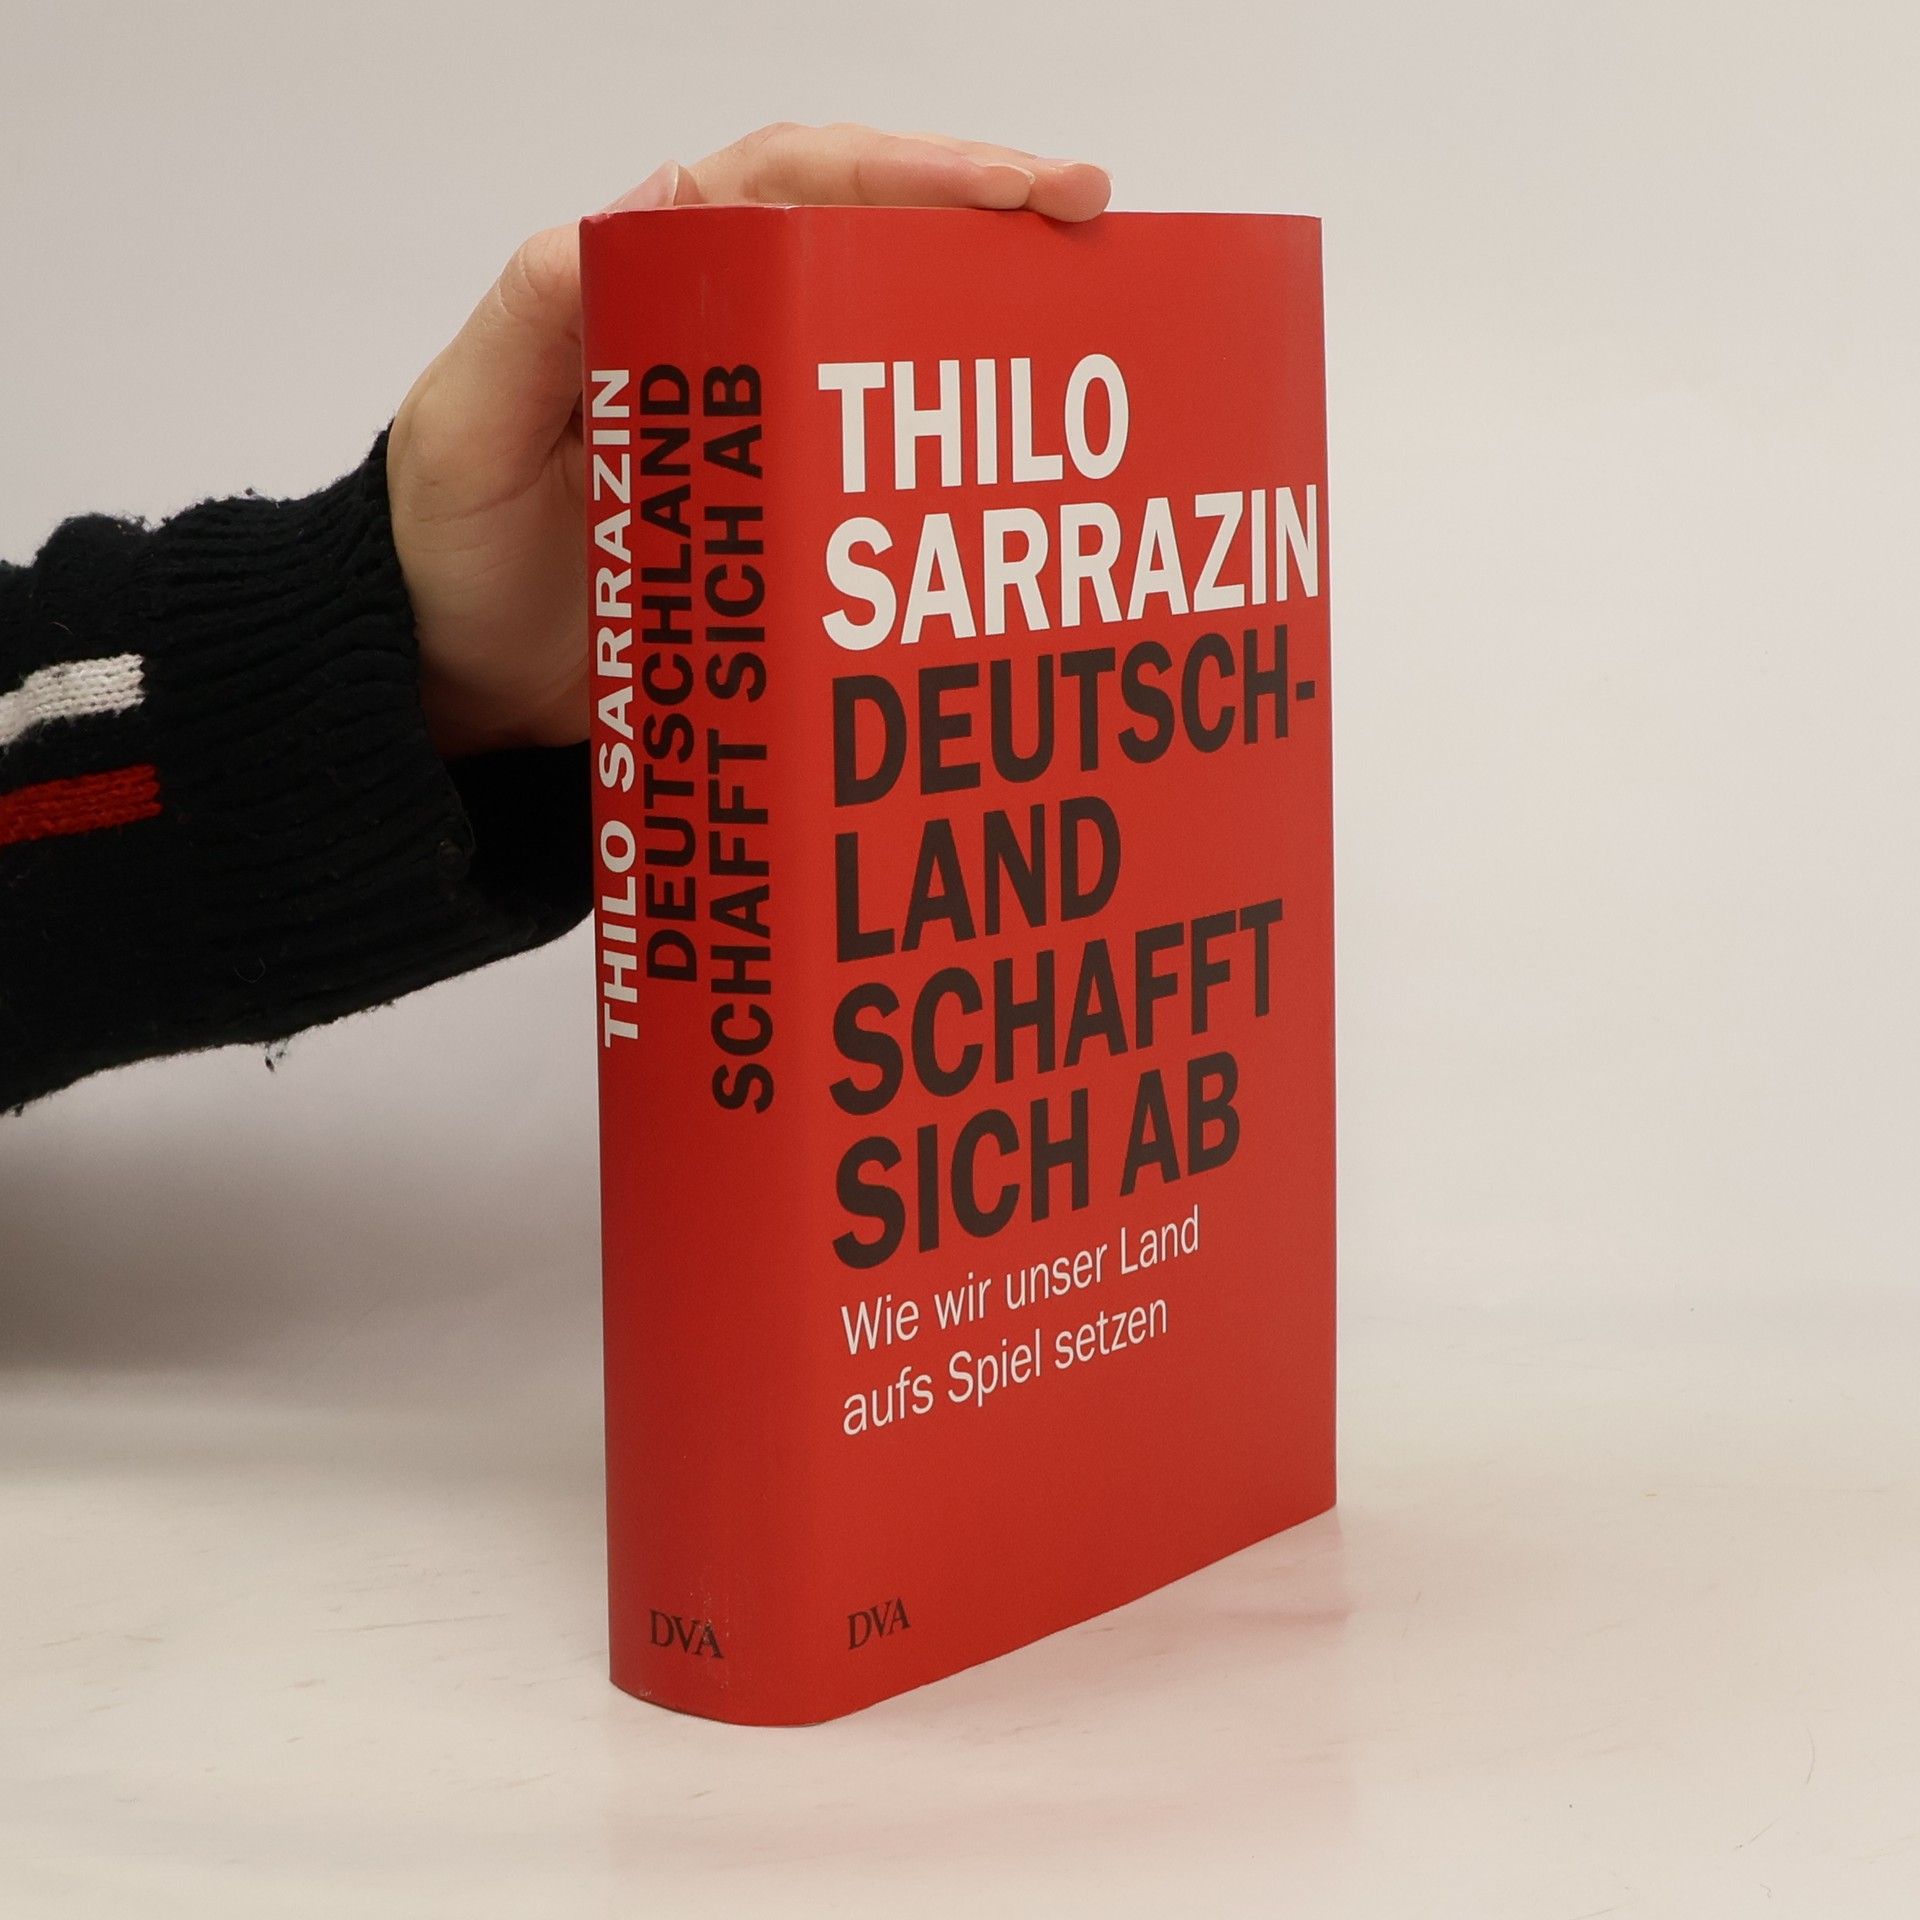 THILO SARRAZIN
DEUTSCHLAND
SCHAFFT SICH AB
DVA
THILO
SARRAZIN
DEUTSCH-
LAND
SCHAFFT
SICH AB
Wie wir unser Land
aufs Spiel setzen
DVA